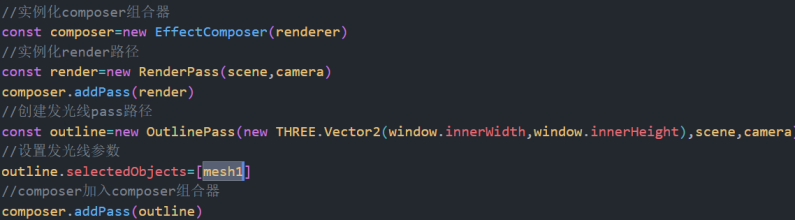 //实例化composer组合器
const composer=new EffectComposer(renderer)
//实例化render路径
const render=new RenderPass(scene,camera)
composer.addPass(render)
//创建发光线pass路径
const outline=new OutlinePass(new THREE.Vector2(window.innerWidth,window.innerHeight),scene,camera)
//设置发光线参数
outline.selectedObjects=[mesh1]
//composer加入composer组合器
composer.addPass(outline)